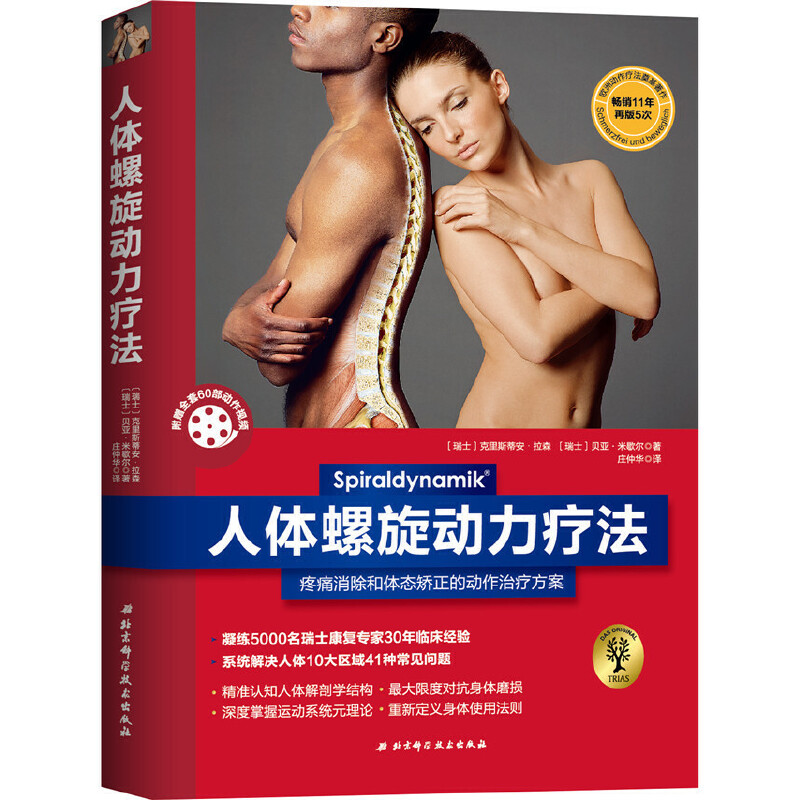 人体螺旋动力疗法
[瑞士] 克里斯蒂安·拉森
[瑞士] 贝亚·米歇尔◎著
庄仲华◎译
北京科学技术出版社
欧洲动作疗法奠基著作
畅销11年
再版5次
Schmerzfrei und beweglich
附赠全套60部动作视频
[瑞士] 克里斯蒂安·拉森 [瑞士] 贝亚·米歇尔◎著
庄仲华◎译
Spiraldynamik®
人体螺旋动力疗法
疼痛消除和体态矫正的动作治疗方案
凝练5000名瑞士康复专家30年临床经验
系统解决人体10大区域41种常见问题
·精准认知人体解剖学结构 ·最大限度对抗身体磨损
·深度掌握运动系统元理论 ·重新定义身体使用法则
DAS ORIGINAL
TRIAS
北京科学技术出版社